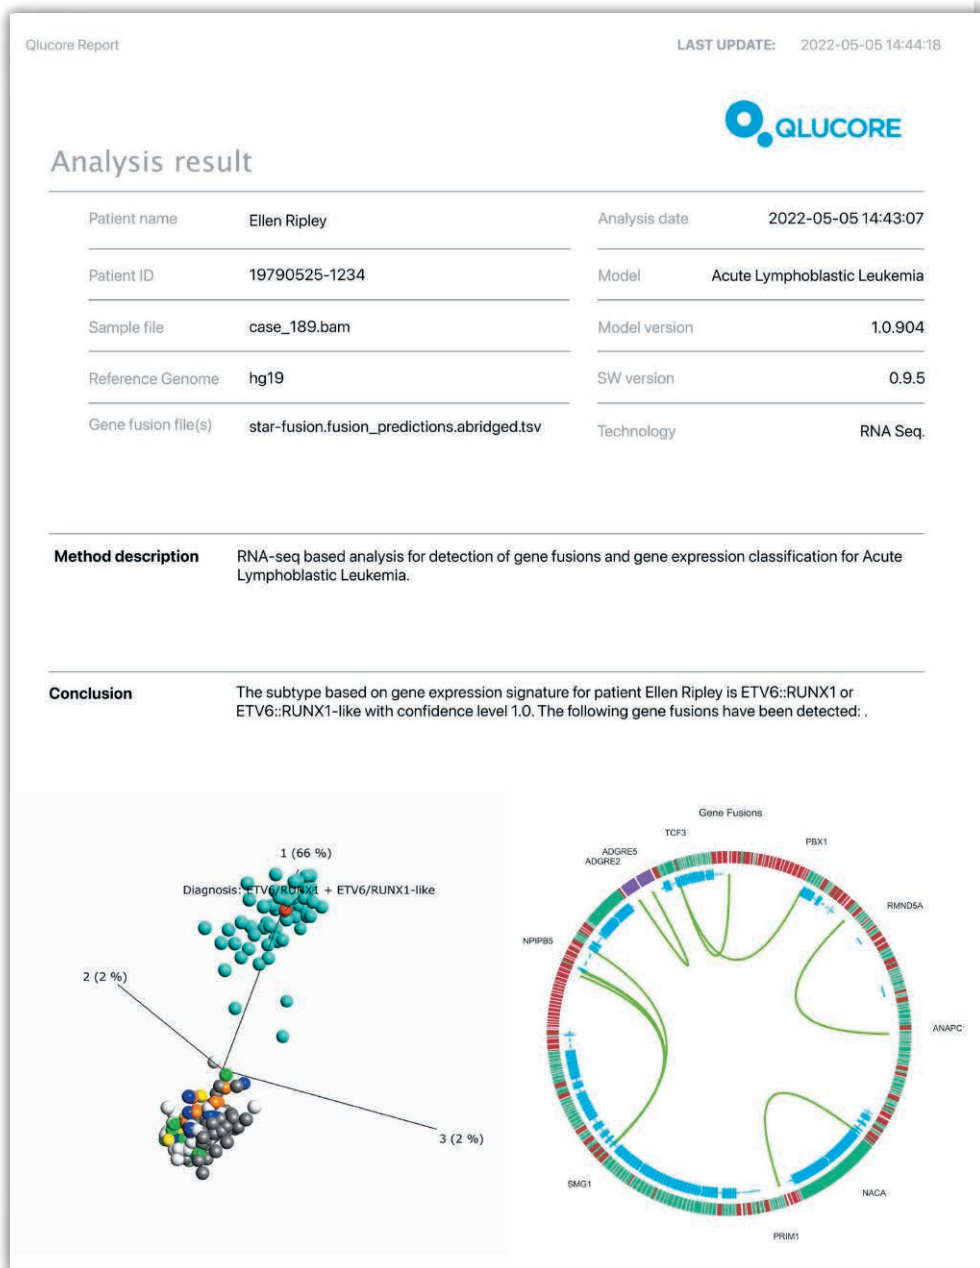 Qlucore Report
LAST UPDATE: 2022-05-05 14:44:18
QLUCORE
Analysis result
Patient name Ellen Ripley
Analysis date 2022-05-05 14:43:07
Patient ID 19790525-1234
Model Acute Lymphoblastic Leukemia
Sample file case_189.bam
Model version 1.0.904
Reference Genome hg19
SW version 0.9.5
Gene fusion file(s) star-fusion.fusion_predictions.abridged.tsv
Technology RNA Seq.
Method description RNA-seq based analysis for detection of gene fusions and gene expression classification for Acute
Lymphoblastic Leukemia.
Conclusion The subtype based on gene expression signature for patient Ellen Ripley is ETV6::RUNX1 or
ETV6::RUNX1-like with confidence level 1.0. The following gene fusions have been detected: .
1 (66 %)
Diagnosis: ETV6/RUNX1 + ETV6/RUNX1-like
2 (2 %)
3 (2 %)
Gene Fusions
TCF3
PBX1
ADGRE5
ADGRE2
RMND5A
NPIPB5
ANAPC
SMG1
NACA
PRIM1